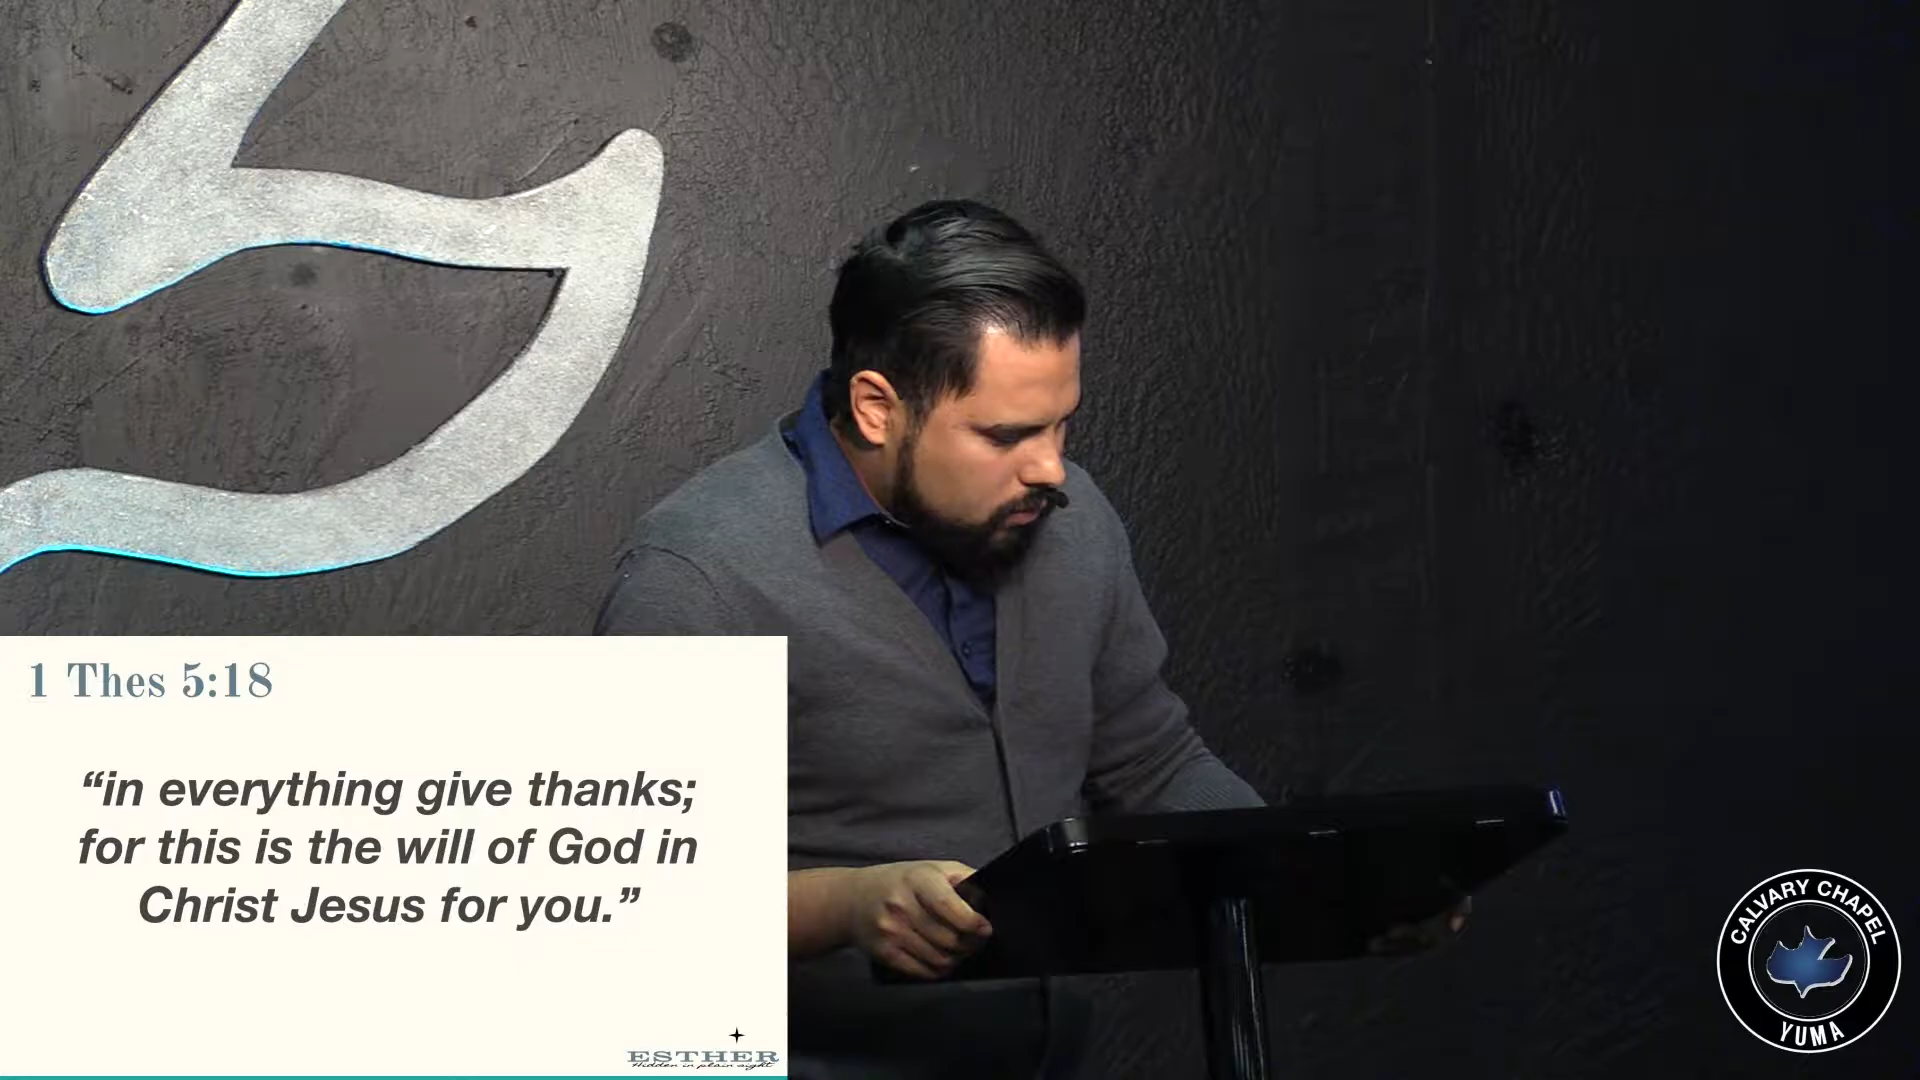 1 Thes 5:18
“in everything give thanks;
for this is the will of God in
Christ Jesus for you.”
ESTHER
Hidden in plain sight
CALVARY CHAPEL
YUMA